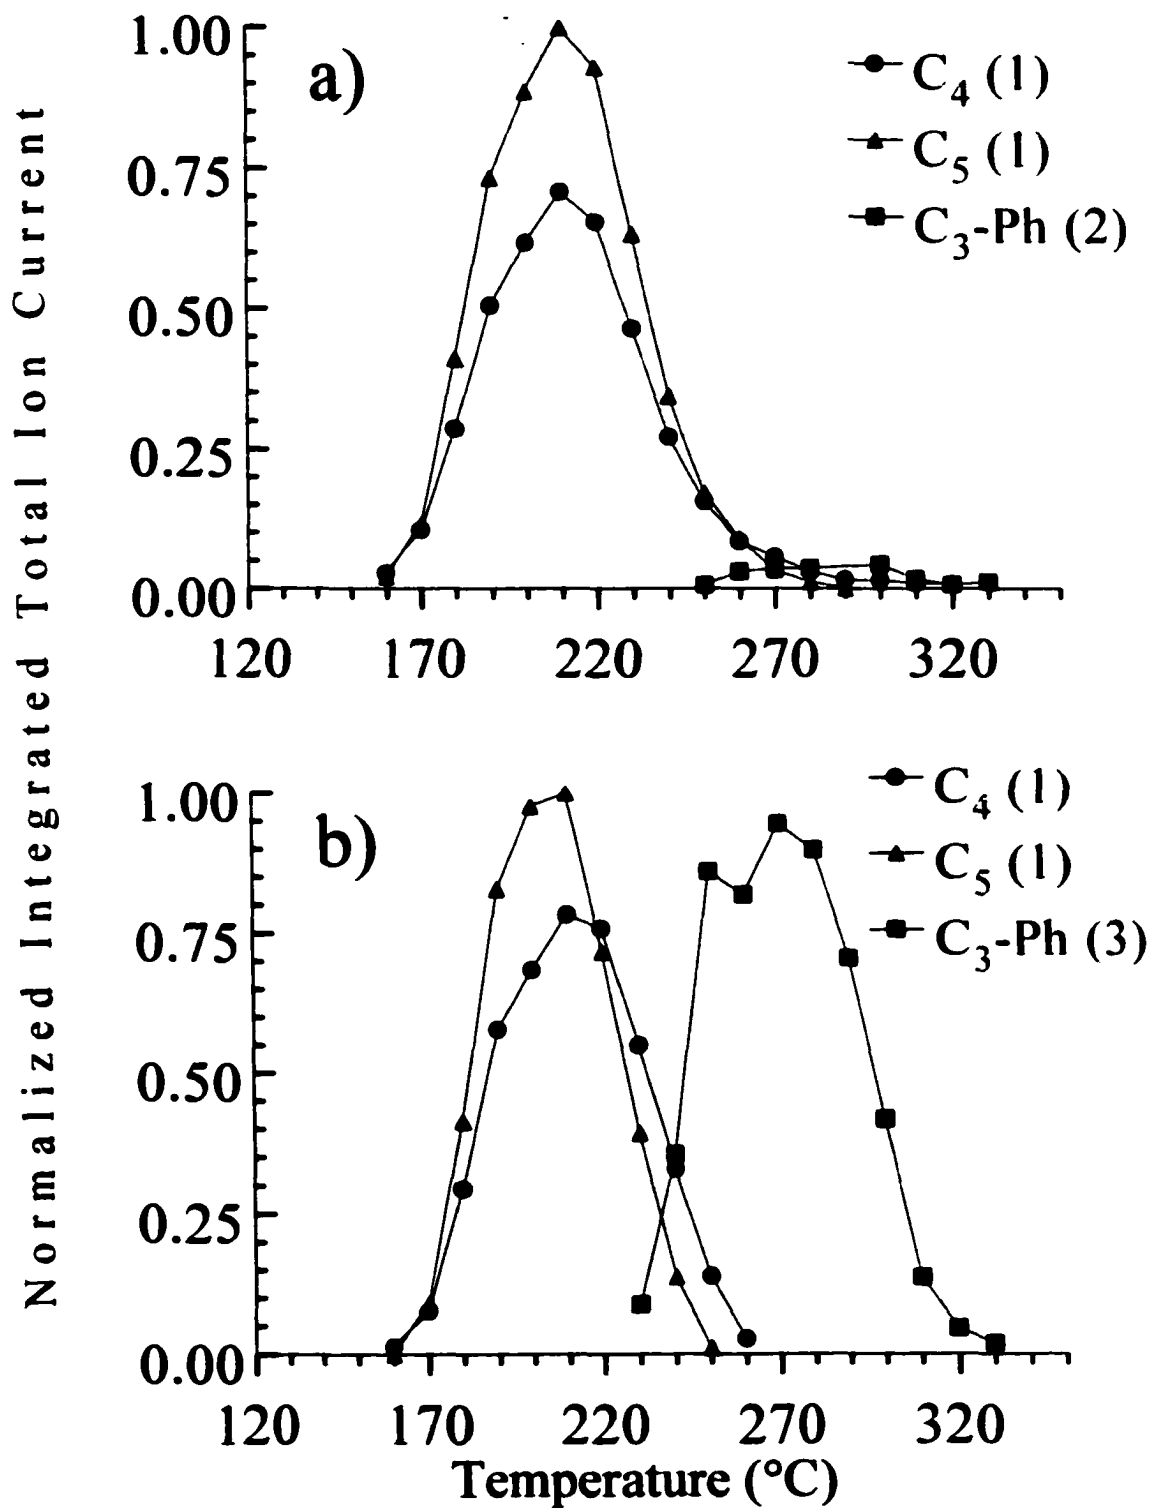 Normalized Integrated Total Ion Current
a)
1.00
0.75
0.50
0.25
0.00
120 170 220 270 320
C₄ (1)
C₅ (1)
C₃-Ph (2)
b)
1.00
0.75
0.50
0.25
0.00
120 170 220 270 320
C₄ (1)
C₅ (1)
C₃-Ph (3)
Temperature (°C)